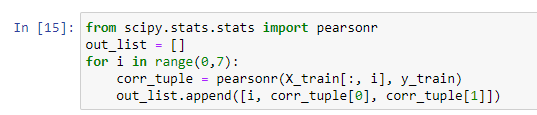 In [15]: from scipy.stats.stats import pearsonr
out_list = []
for i in range(0,7):
    corr_tuple = pearsonr(X_train[:, i], y_train)
    out_list.append([i, corr_tuple[0], corr_tuple[1]])